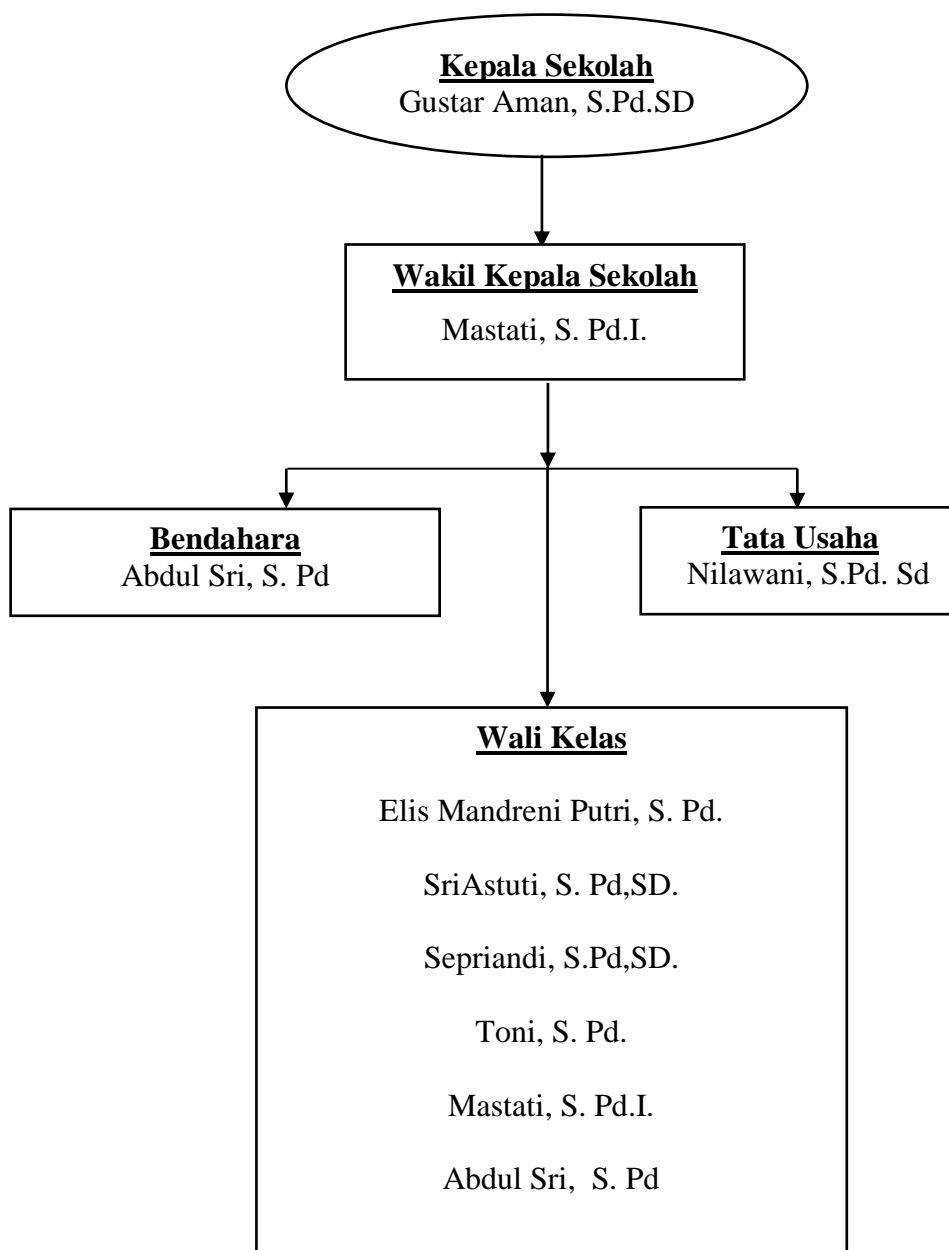 Kepala Sekolah
Gustar Aman, S.Pd.SD
Wakil Kepala Sekolah
Mastati, S. Pd.I.
Bendahara
Abdul Sri, S. Pd
Tata Usaha
Nilawani, S.Pd. Sd
Wali Kelas
Elis Mandreni Putri, S. Pd.
SriAstuti, S. Pd,SD.
Sepriandi, S.Pd,SD.
Toni, S. Pd.
Mastati, S. Pd.I.
Abdul Sri,  S. Pd